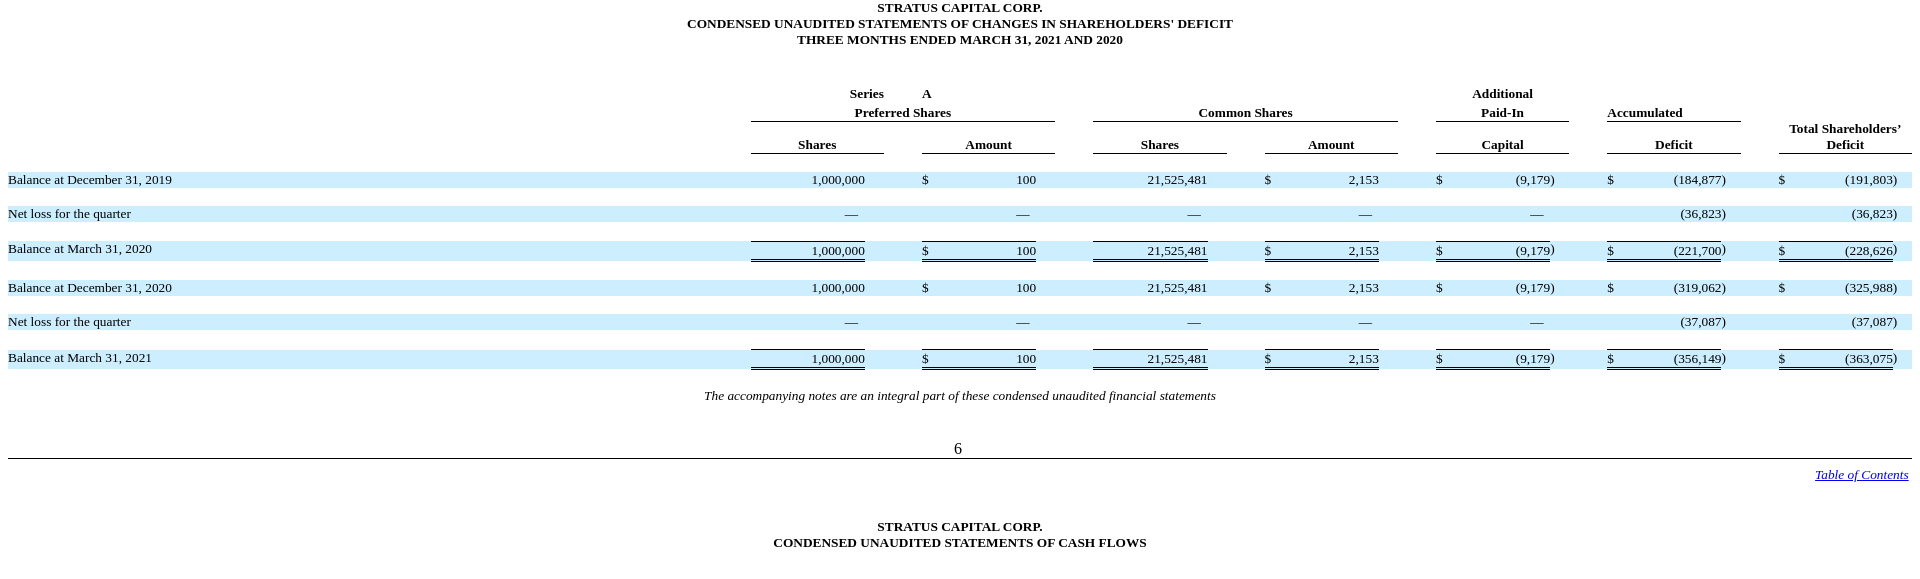 STRATUS CAPITAL CORP.
CONDENSED UNAUDITED STATEMENTS OF CHANGES IN SHAREHOLDERS' DEFICIT
THREE MONTHS ENDED MARCH 31, 2021 AND 2020
Series A Additional
Preferred Shares Common Shares Paid-In Accumulated
Total Shareholders’
Shares Amount Shares Amount Capital Deficit Deficit
Balance at December 31, 2019 1,000,000 $ 100 21,525,481 $ 2,153 $ (9,179) $ (184,877) $ (191,803)
Net loss for the quarter — — — — — (36,823) (36,823)
Balance at March 31, 2020 1,000,000 $ 100 21,525,481 $ 2,153 $ (9,179) $ (221,700) $ (228,626)
Balance at December 31, 2020 1,000,000 $ 100 21,525,481 $ 2,153 $ (9,179) $ (319,062) $ (325,988)
Net loss for the quarter — — — — — (37,087) (37,087)
Balance at March 31, 2021 1,000,000 $ 100 21,525,481 $ 2,153 $ (9,179) $ (356,149) $ (363,075)
The accompanying notes are an integral part of these condensed unaudited financial statements
6
Table of Contents
STRATUS CAPITAL CORP.
CONDENSED UNAUDITED STATEMENTS OF CASH FLOWS